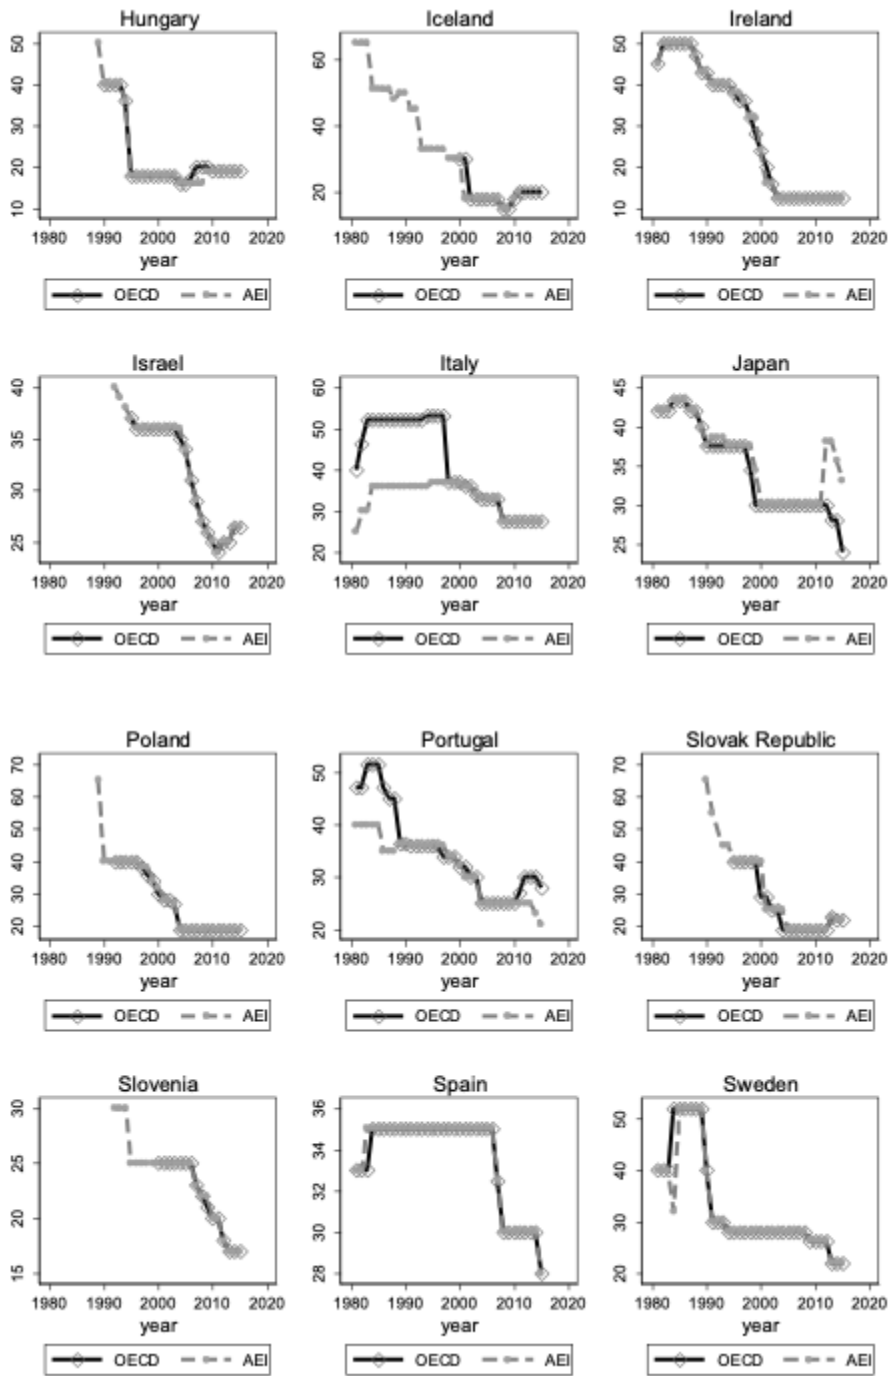 Hungary Iceland Ireland
50 40 30 20 10
60 40 20
50 40 30 20 10
1980 1990 2000 2010 2020 1980 1990 2000 2010 2020 1980 1990 2000 2010 2020
year year year
OECD AEI OECD AEI OECD AEI
Israel Italy Japan
40 35 30 25
60 50 40 30 20
45 40 35 30 25
1980 1990 2000 2010 2020 1980 1990 2000 2010 2020 1980 1990 2000 2010 2020
year year year
OECD AEI OECD AEI OECD AEI
Poland Portugal Slovak Republic
70 60 50 40 30 20
50 40 30 20
70 60 50 40 30 20
1980 1990 2000 2010 2020 1980 1990 2000 2010 2020 1980 1990 2000 2010 2020
year year year
OECD AEI OECD AEI OECD AEI
Slovenia Spain Sweden
30 25 20 15
36 34 32 30 28
50 40 30 20
1980 1990 2000 2010 2020 1980 1990 2000 2010 2020 1980 1990 2000 2010 2020
year year year
OECD AEI OECD AEI OECD AEI